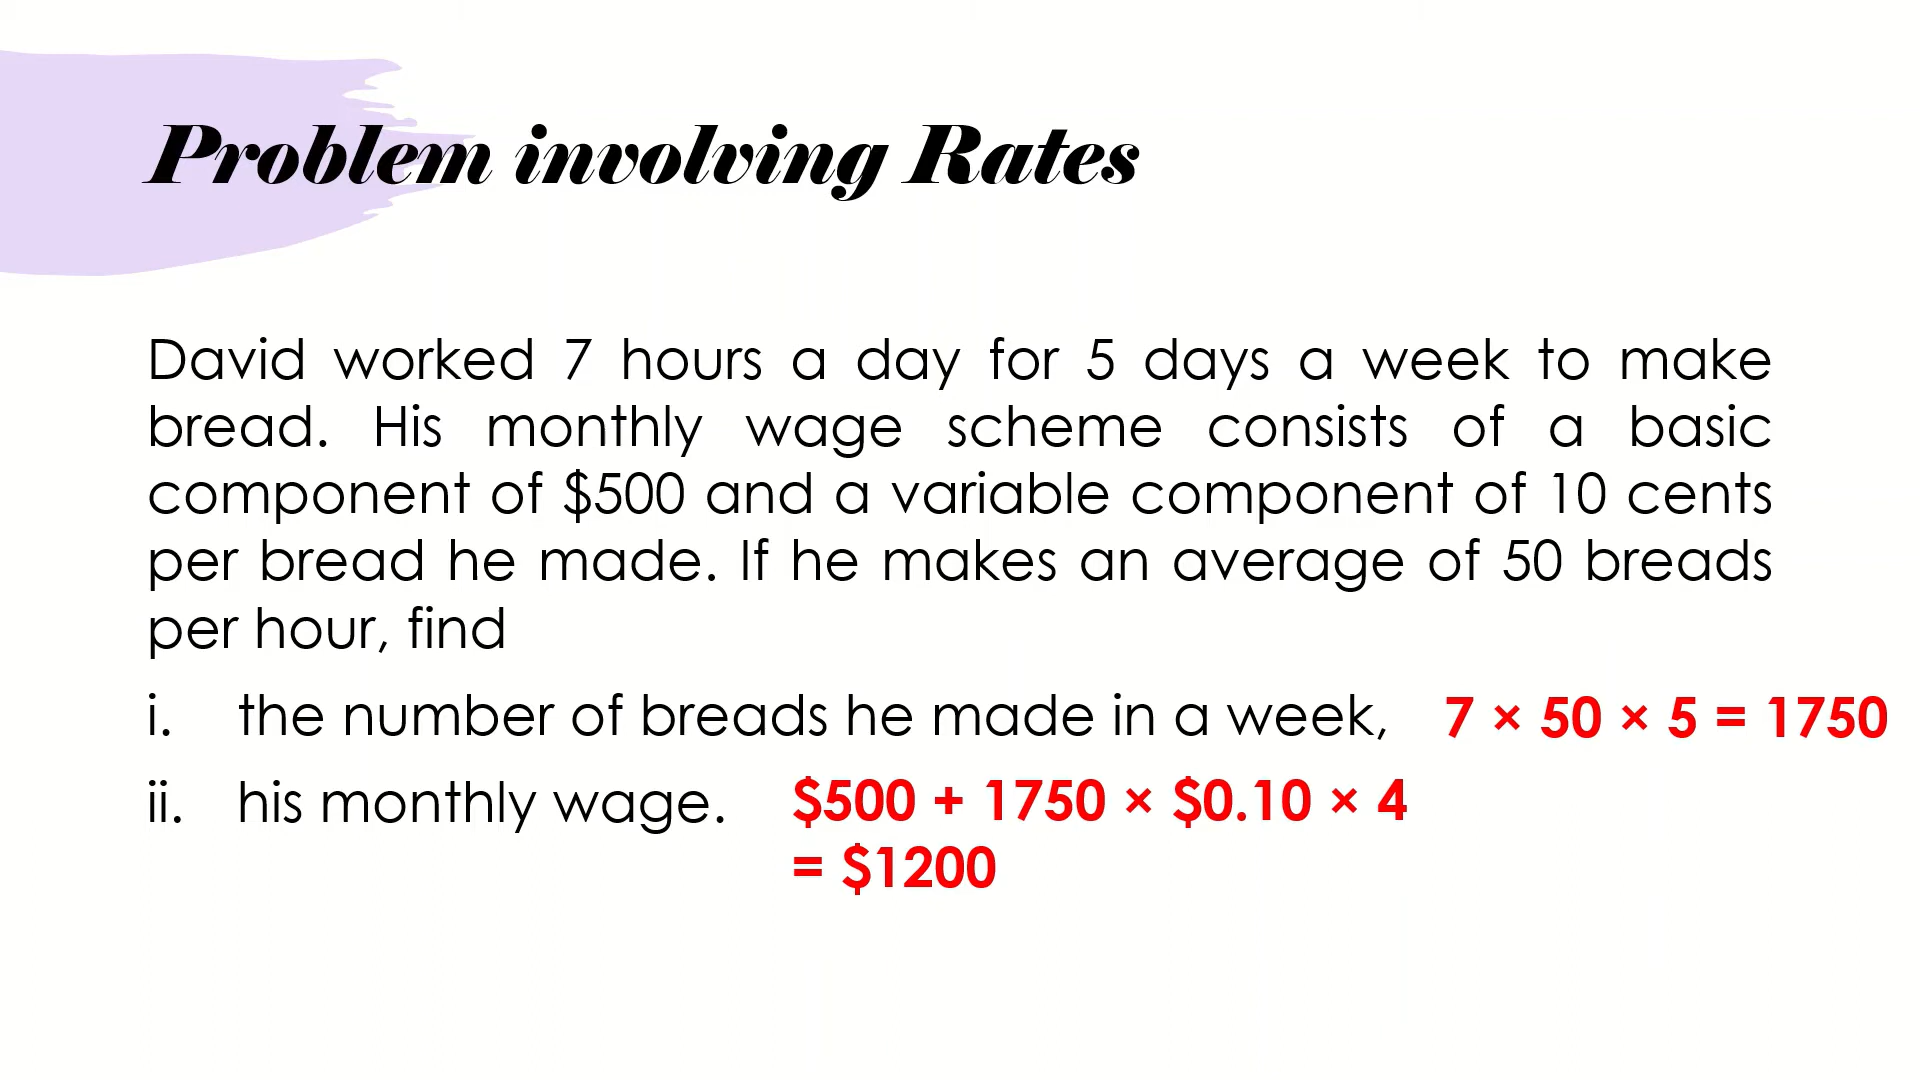 Problem involving Rates
David worked 7 hours a day for 5 days a week to make
bread. His monthly wage scheme consists of a basic
component of $500 and a variable component of 10 cents
per bread he made. If he makes an average of 50 breads
per hour, find
i. the number of breads he made in a week, 7 × 50 × 5 = 1750
ii. his monthly wage. $500 + 1750 × $0.10 × 4
= $1200